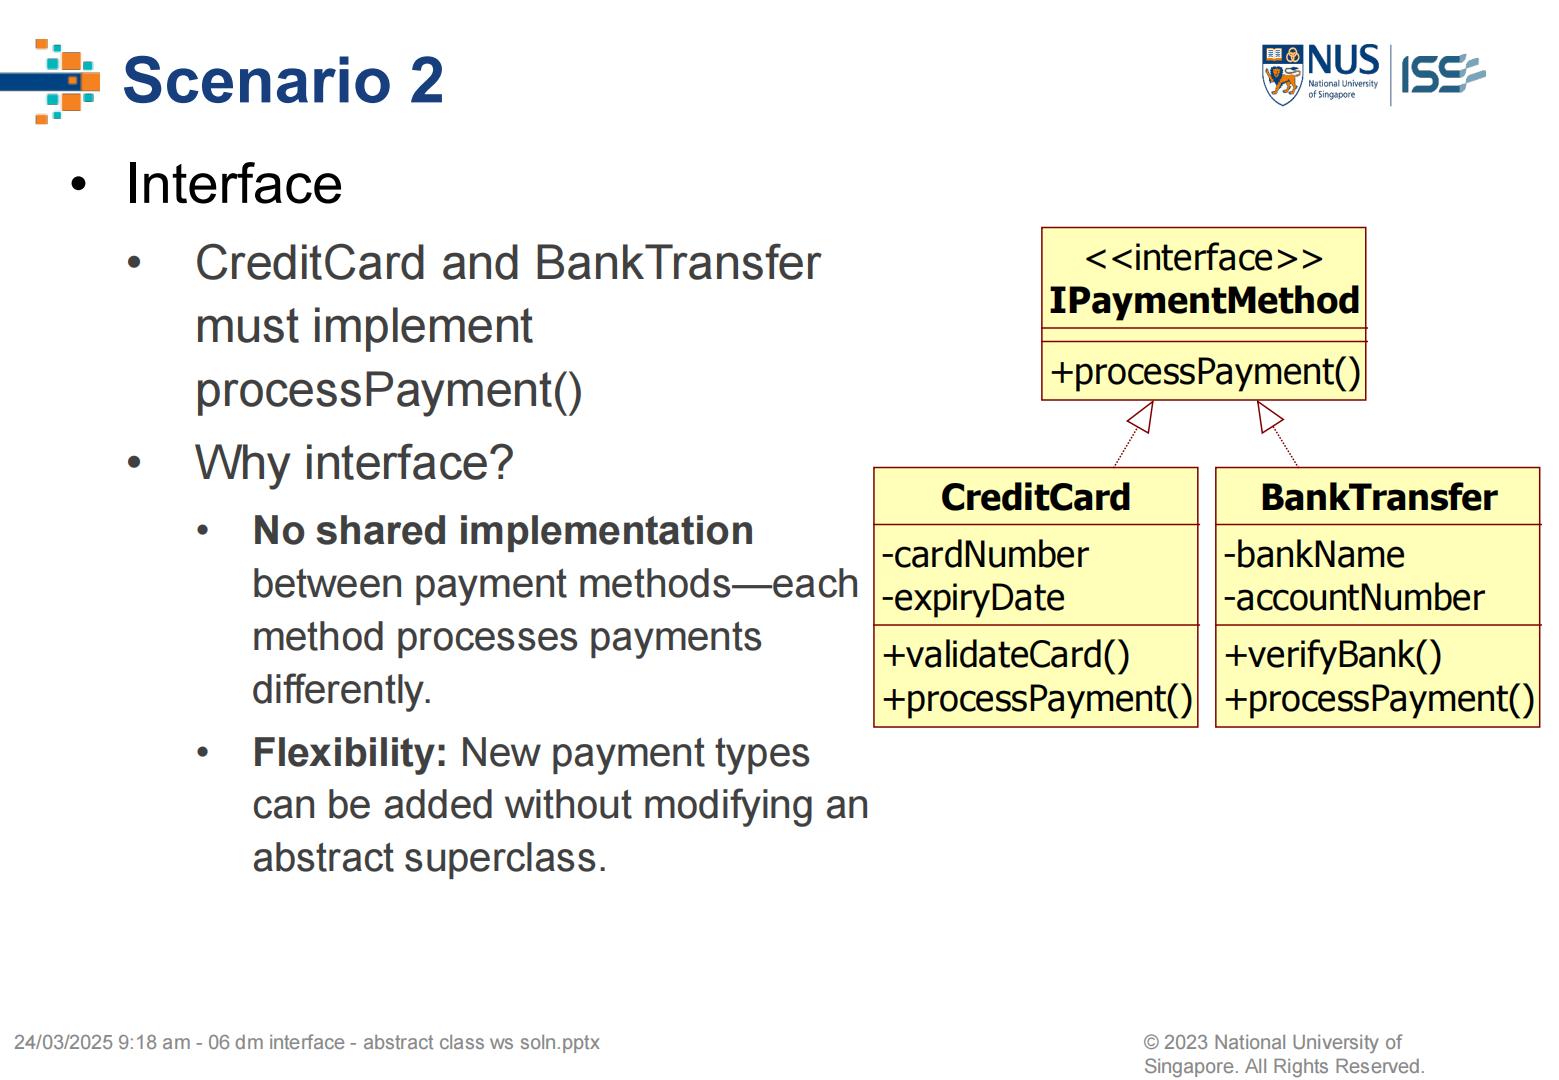 Scenario 2
NUS
National University
of Singapore
ISS
• Interface
• CreditCard and BankTransfer
must implement
processPayment()
• Why interface?
• No shared implementation
between payment methods—each
method processes payments
differently.
• Flexibility: New payment types
can be added without modifying an
abstract superclass.
<<interface>>
IPaymentMethod
+processPayment()
CreditCard
-cardNumber
-expiryDate
+validateCard()
+processPayment()
BankTransfer
-bankName
-accountNumber
+verifyBank()
+processPayment()
24/03/2025 9:18 am - 06 dm interface - abstract class ws soln.pptx
© 2023 National University of
Singapore. All Rights Reserved.